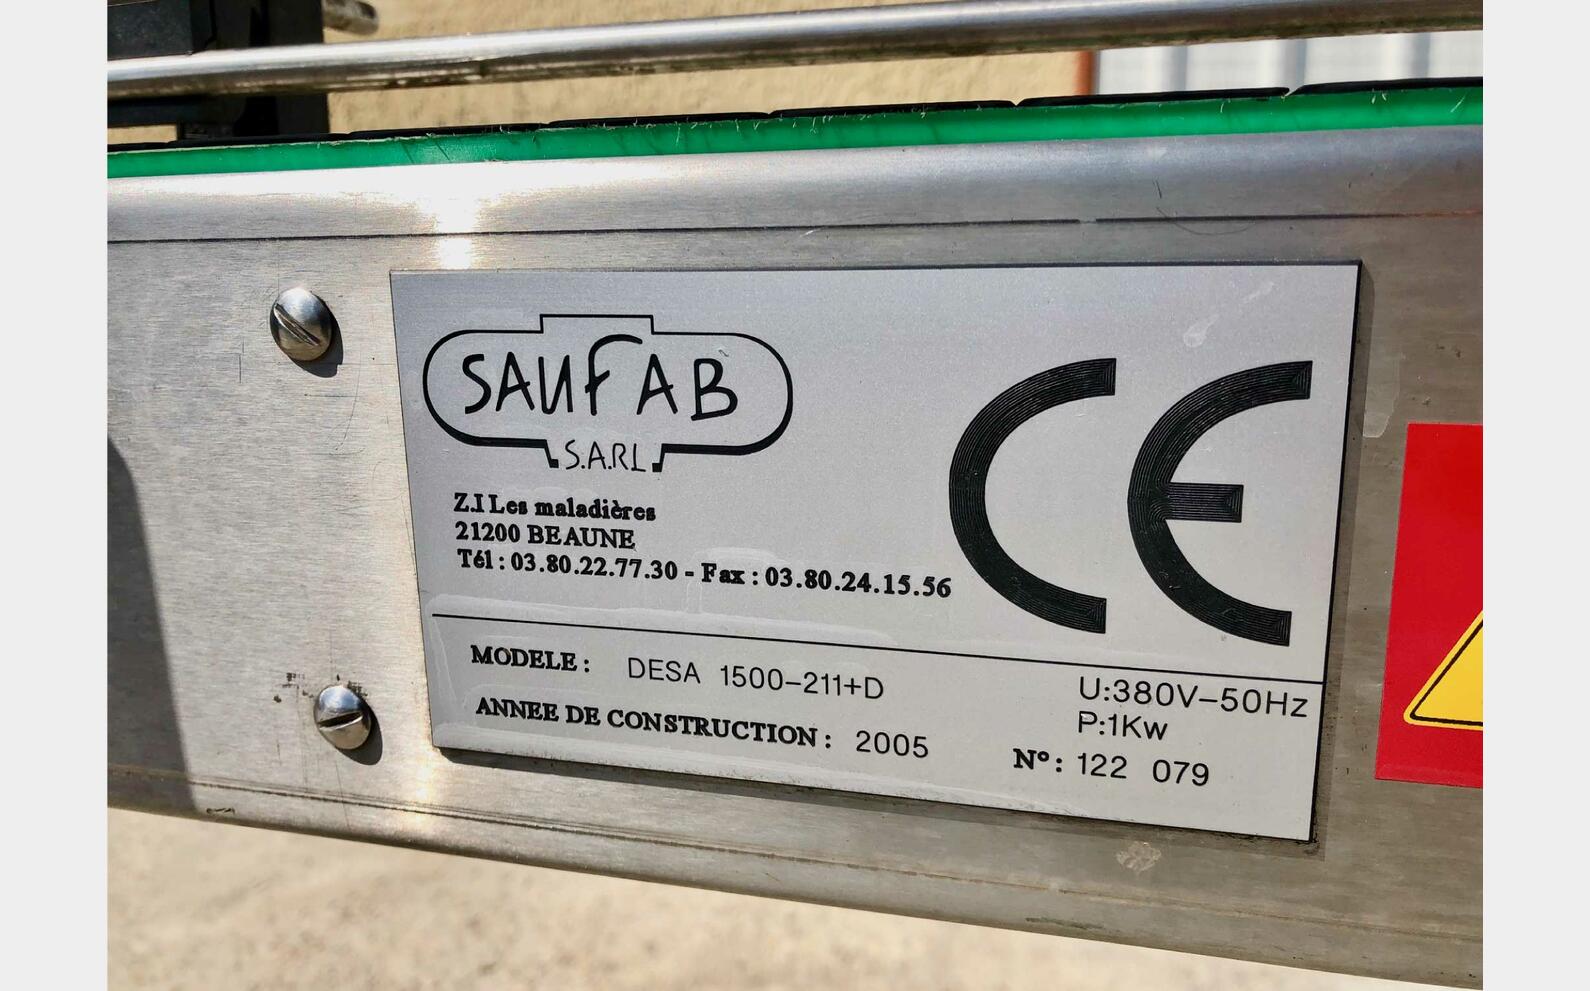 SAUFAB
S.A.R.L
Z.I Les maladières
21200 BEAUNE
Tél : 03.80.22.77.30 - Fax : 03.80.24.15.56
CE
MODELE : DESA 1500-211+D
U:380V-50Hz
P:1Kw
ANNEE DE CONSTRUCTION : 2005
N° : 122 079